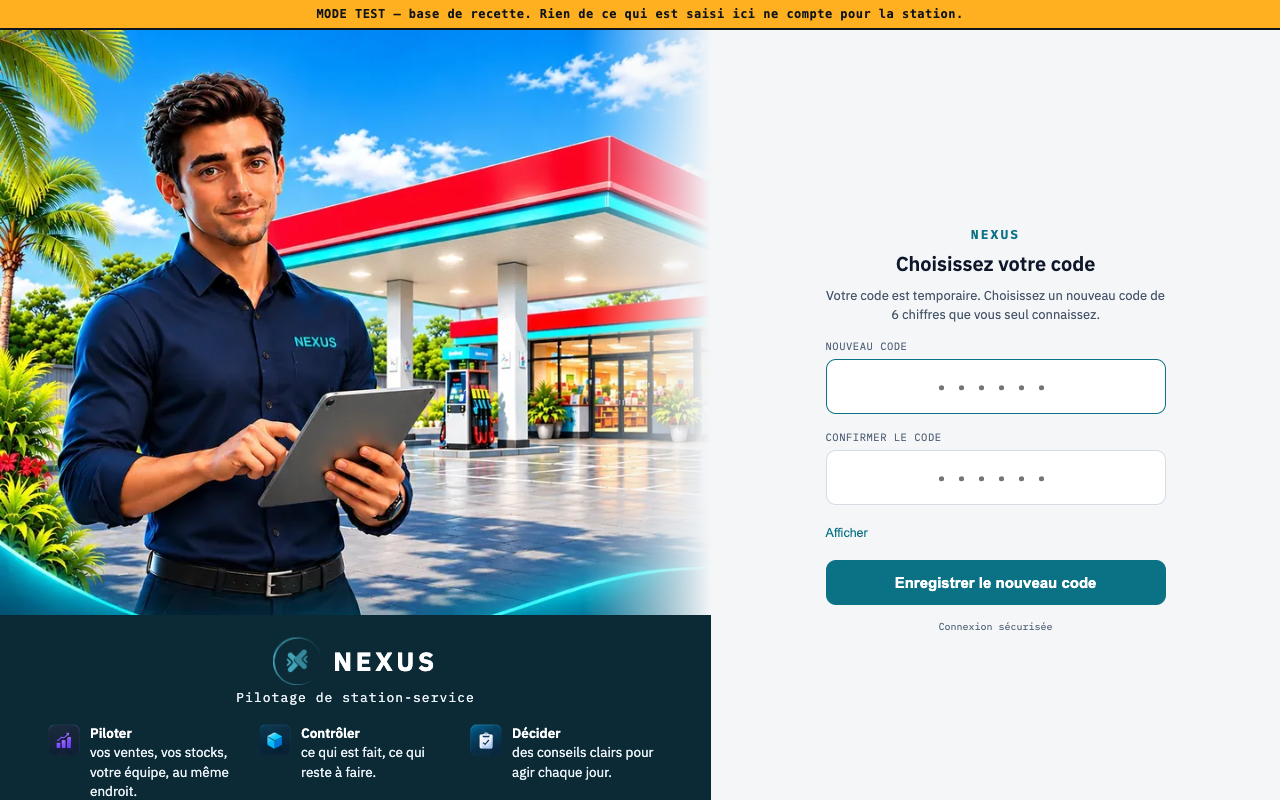 MODE TEST — base de recette. Rien de ce qui est saisi ici ne compte pour la station.
NEXUS
NEXUS
Pilotage de station-service
Piloter
vos ventes, vos stocks,
votre équipe, au même
endroit.
Contrôler
ce qui est fait, ce qui
reste à faire.
Décider
des conseils clairs pour
agir chaque jour.
NEXUS
Choisissez votre code
Votre code est temporaire. Choisissez un nouveau code de
6 chiffres que vous seul connaissez.
NOUVEAU CODE
CONFIRMER LE CODE
Afficher
Enregistrer le nouveau code
Connexion sécurisée